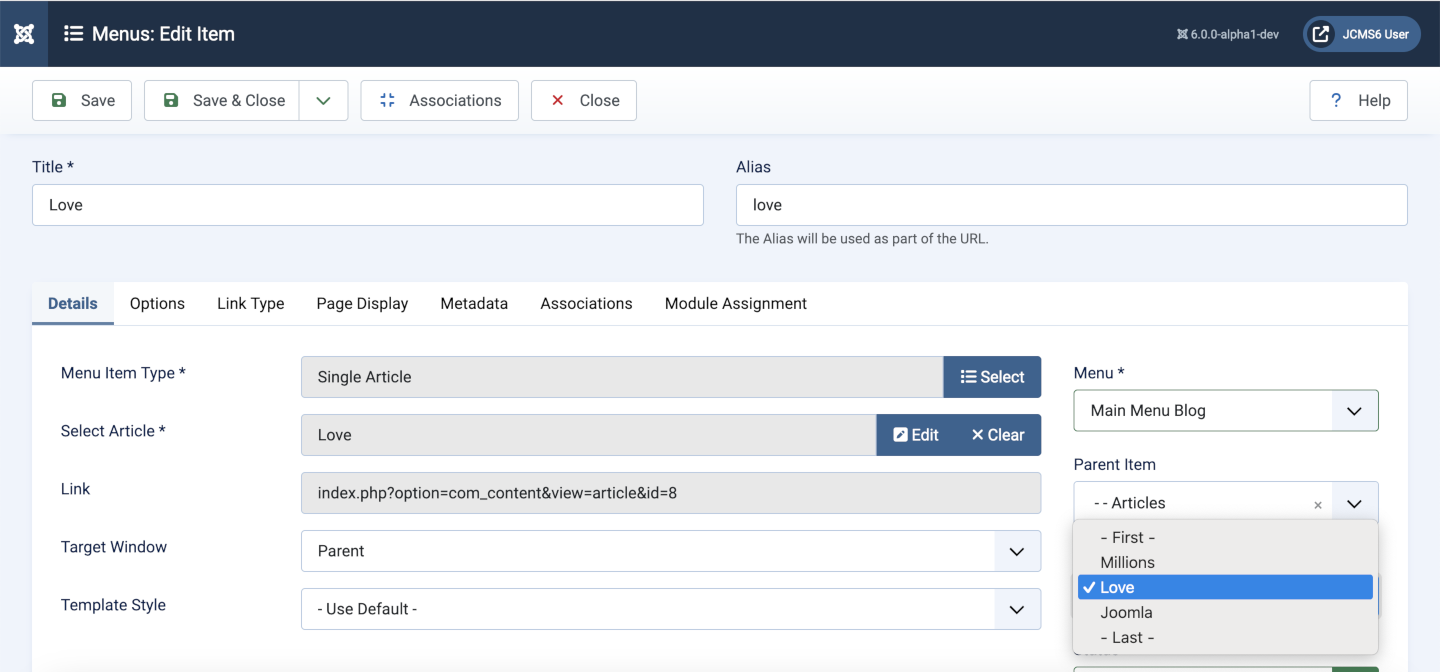 Menus: Edit Item
6.0.0-alpha1-dev
JCMS6 User
Save
Save & Close
Associations
Close
? Help
Title *
Alias
Love
love
The Alias will be used as part of the URL.
Details
Options
Link Type
Page Display
Metadata
Associations
Module Assignment
Menu Item Type *
Single Article
Select
Menu *
Main Menu Blog
Select Article *
Love
Edit
Clear
Parent Item
- - Articles
Link
index.php?option=com_content&view=article&id=8
- First -
Millions
Love
Joomla
- Last -
Target Window
Parent
Template Style
- Use Default -